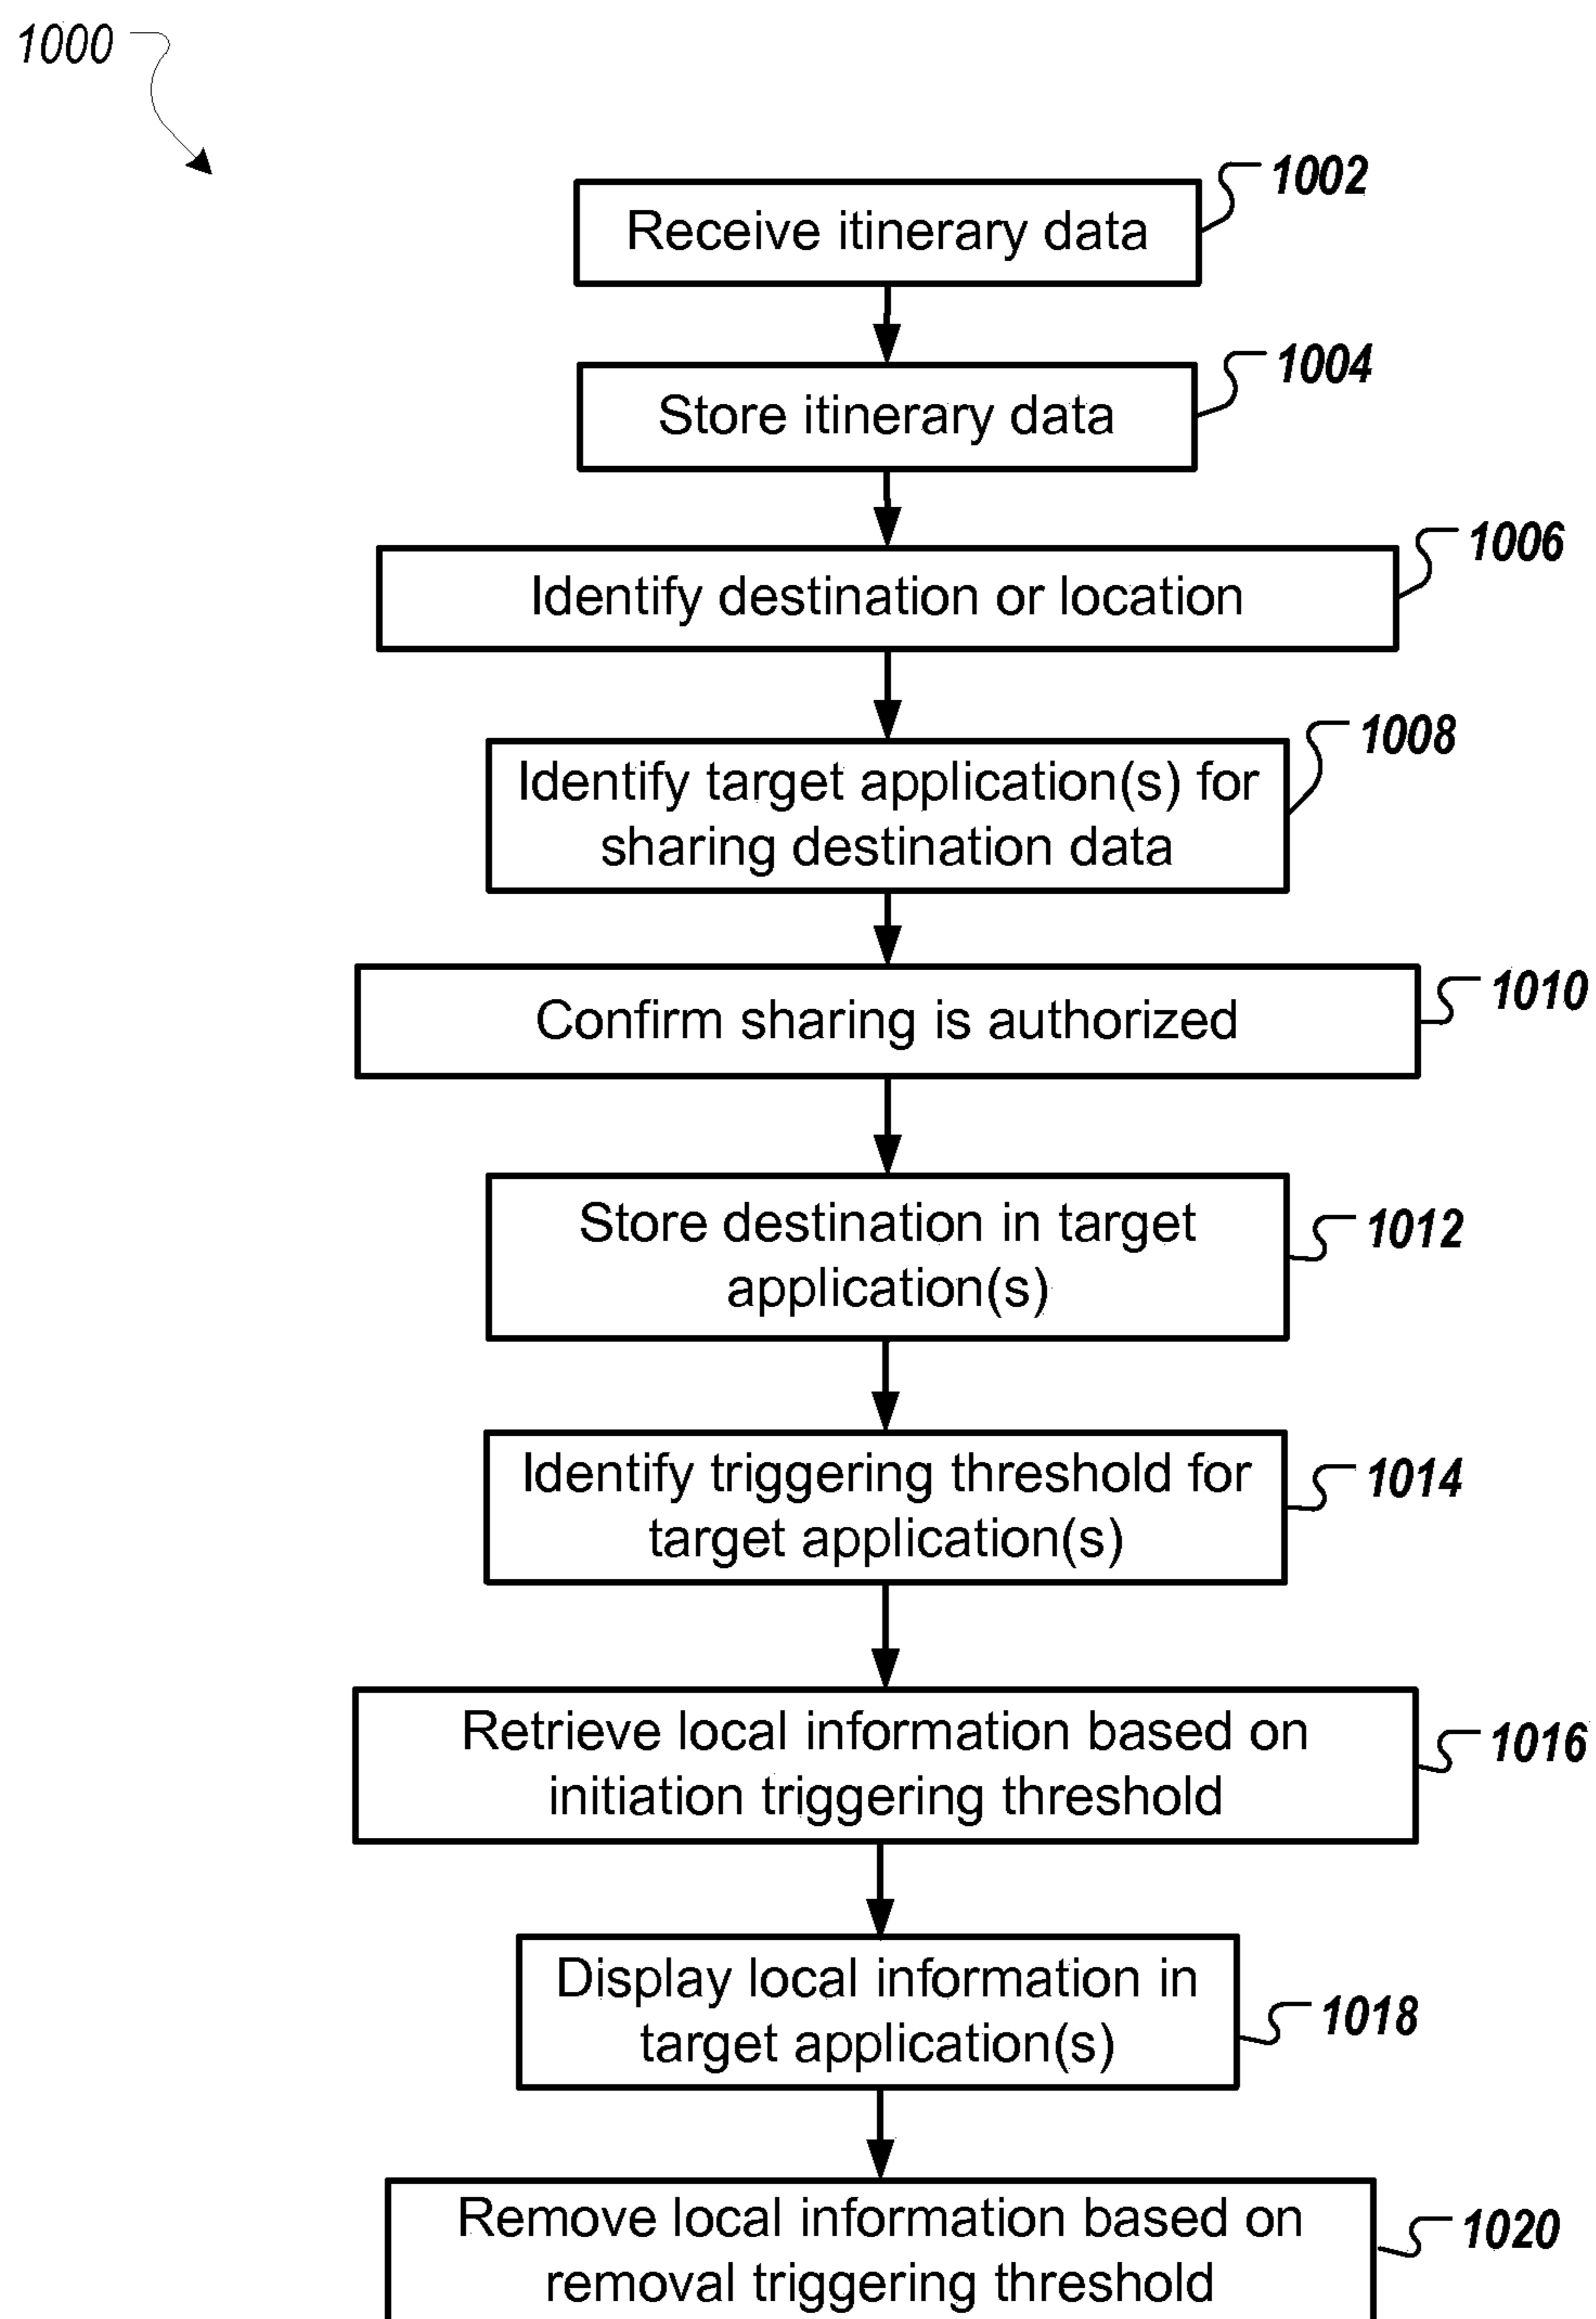 1000
1002
Receive itinerary data
1004
Store itinerary data
1006
Identify destination or location
1008
Identify target application(s) for
sharing destination data
1010
Confirm sharing is authorized
1012
Store destination in target
application(s)
1014
Identify triggering threshold for
target application(s)
1016
Retrieve local information based on
initiation triggering threshold
1018
Display local information in
target application(s)
1020
Remove local information based on
removal triggering threshold